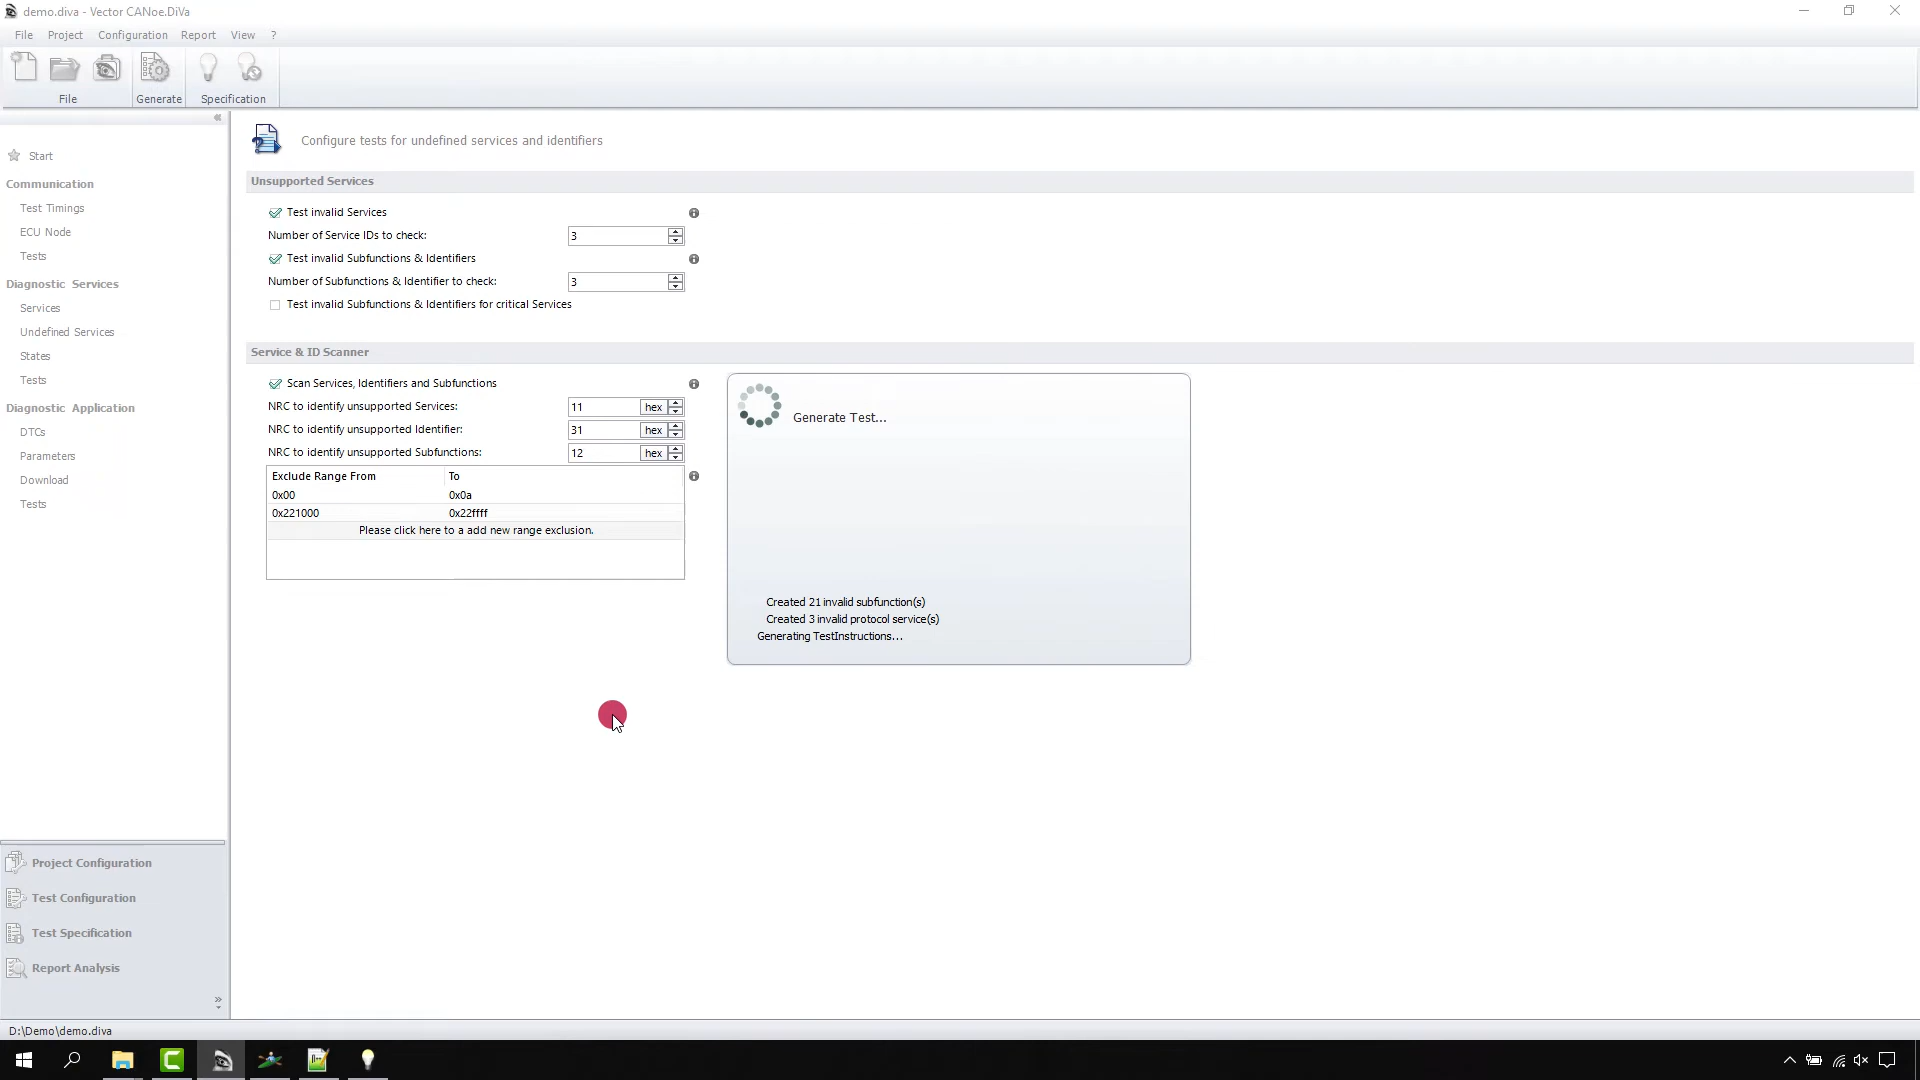 demo.diva - Vector CANoe.DiVa
File Project Configuration Report View ?
File Generate Specification
«
Start
Communication
Test Timings
ECU Node
Tests
Diagnostic Services
Services
Undefined Services
States
Tests
Diagnostic Application
DTCs
Parameters
Download
Tests
Project Configuration
Test Configuration
Test Specification
Report Analysis
Configure tests for undefined services and identifiers
Unsupported Services
Test invalid Services
Number of Service IDs to check: 3
Test invalid Subfunctions & Identifiers
Number of Subfunctions & Identifier to check: 3
Test invalid Subfunctions & Identifiers for critical Services
Service & ID Scanner
Scan Services, Identifiers and Subfunctions
NRC to identify unsupported Services: 11 hex
NRC to identify unsupported Identifier: 31 hex
NRC to identify unsupported Subfunctions: 12 hex
Exclude Range From To
0x00 0x0a
0x221000 0x22ffff
Please click here to a add new range exclusion.
Generate Test...
Created 21 invalid subfunction(s)
Created 3 invalid protocol service(s)
Generating TestInstructions...
D:\Demo\demo.diva